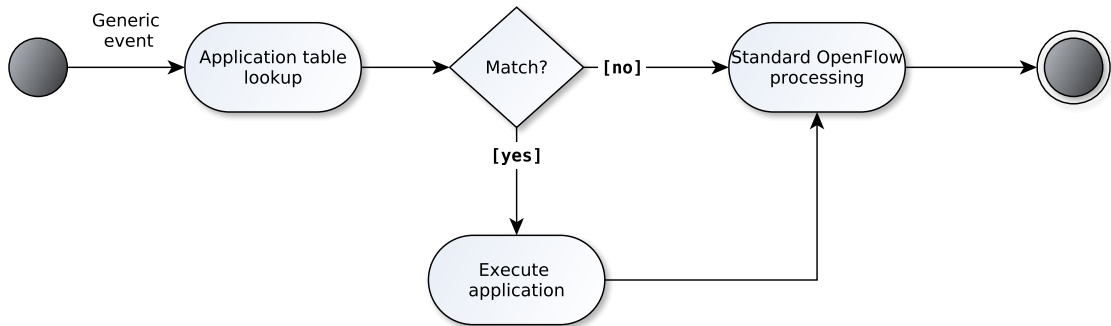 Generic
event
Application table
lookup
Match?
[no]
Standard OpenFlow
processing
[yes]
Execute
application